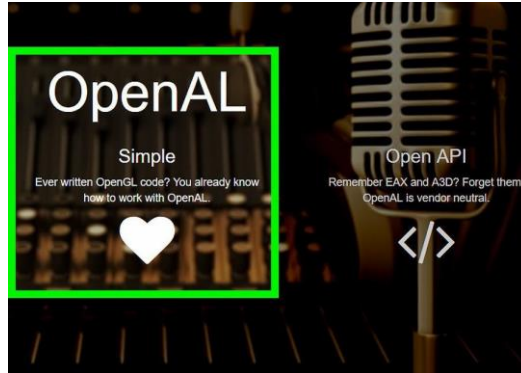 OpenAL
Simple
Ever written OpenGL code? You already know
how to work with OpenAL.
Open API
Remember EAX and A3D? Forget them
OpenAL is vendor neutral.
</>